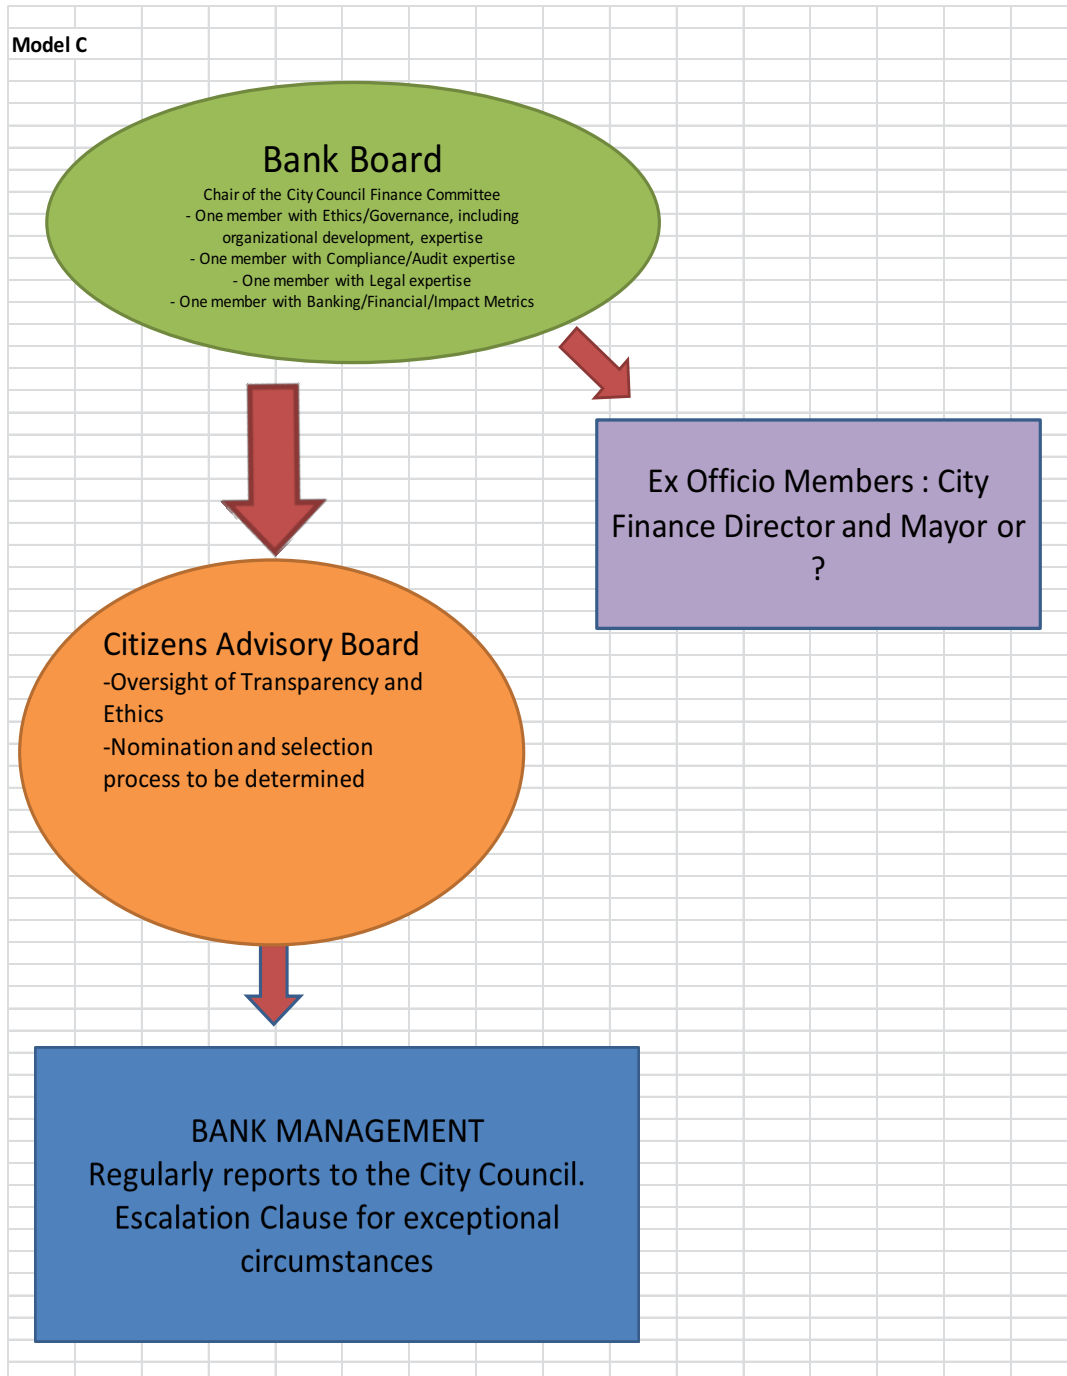 Model C
Bank Board
Chair of the City Council Finance Committee
- One member with Ethics/Governance, including
organizational development, expertise
- One member with Compliance/Audit expertise
- One member with Legal expertise
- One member with Banking/Financial/Impact Metrics
Ex Officio Members : City
Finance Director and Mayor or
?
Citizens Advisory Board
-Oversight of Transparency and
Ethics
-Nomination and selection
process to be determined
BANK MANAGEMENT
Regularly reports to the City Council.
Escalation Clause for exceptional
circumstances